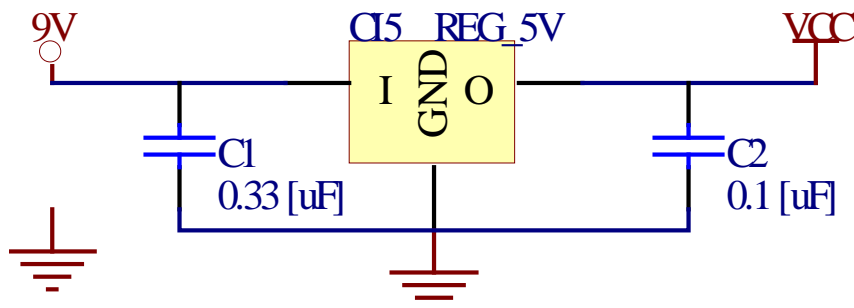 9V
CI5 REG_5V
VCC
I
GND
O
C1
0.33 [uF]
C2
0.1 [uF]